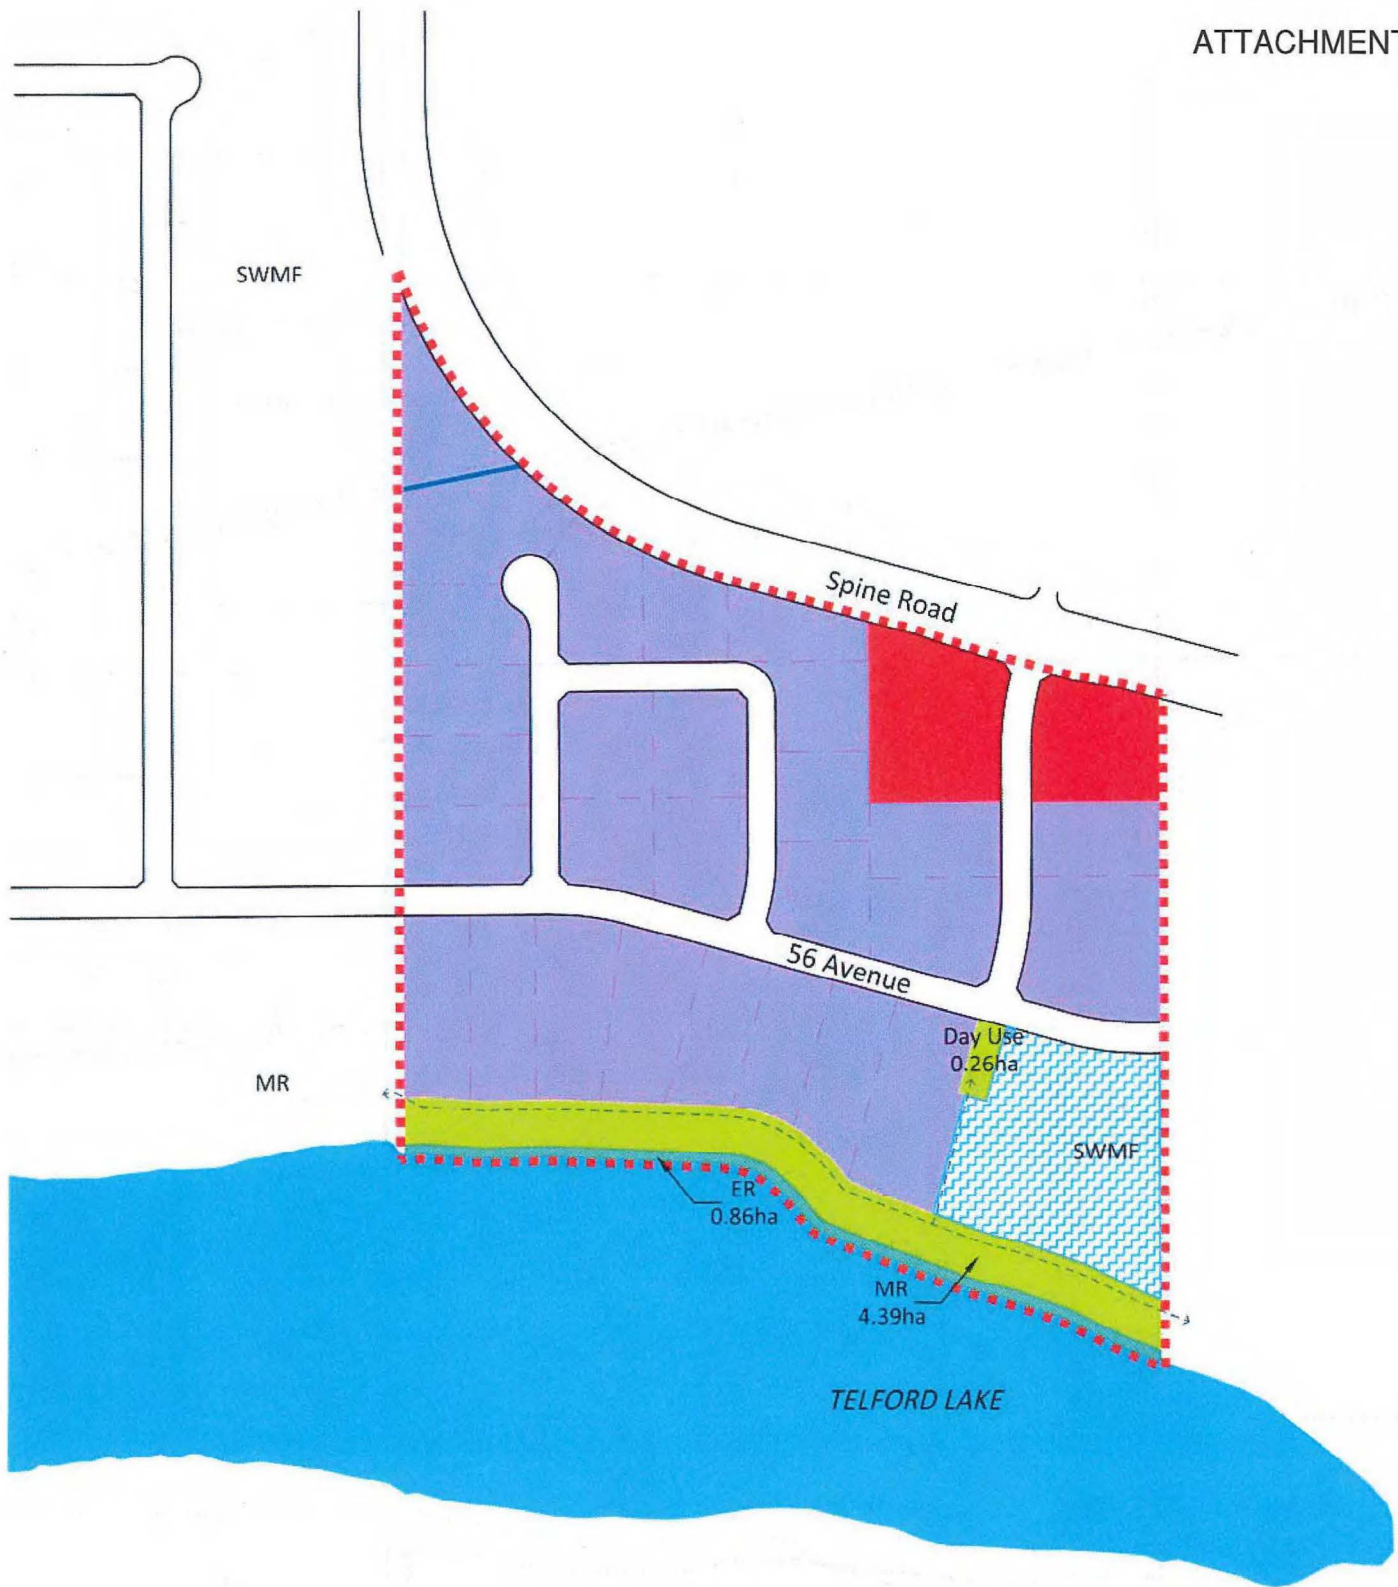 ATTACHMENT
SWMF
Spine Road
56 Avenue
Day Use
0.26ha
MR
SWMF
ER
0.86ha
MR
4.39ha
TELFORD LAKE